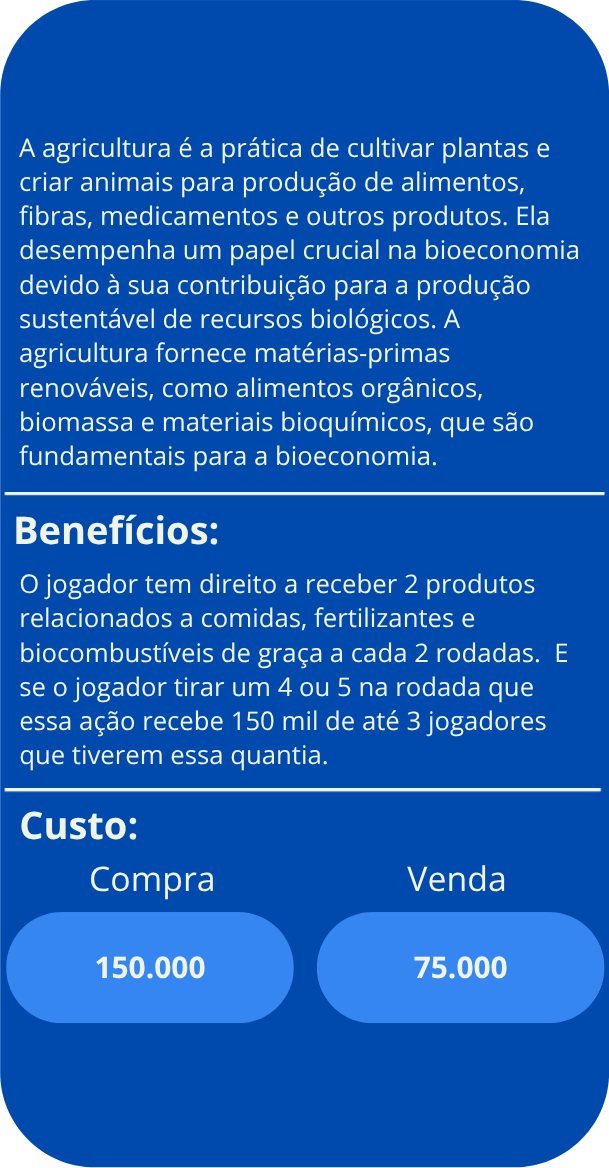 A agricultura é a prática de cultivar plantas e
criar animais para produção de alimentos,
fibras, medicamentos e outros produtos. Ela
desempenha um papel crucial na bioeconomia
devido à sua contribuição para a produção
sustentável de recursos biológicos. A
agricultura fornece matérias-primas
renováveis, como alimentos orgânicos,
biomassa e materiais bioquímicos, que são
fundamentais para a bioeconomia.
Benefícios:
O jogador tem direito a receber 2 produtos
relacionados a comidas, fertilizantes e
biocombustíveis de graça a cada 2 rodadas.  E
se o jogador tirar um 4 ou 5 na rodada que
essa ação recebe 150 mil de até 3 jogadores
que tiverem essa quantia.
Custo:
Compra Venda
150.000 75.000